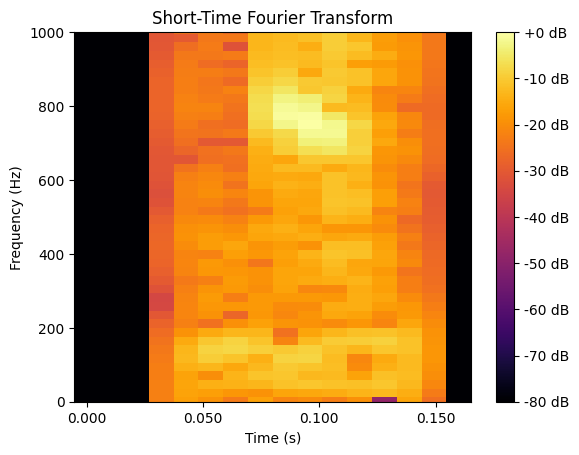 Short-Time Fourier Transform
1000
800
600
400
200
0
Frequency (Hz)
0.000
0.050
0.100
0.150
Time (s)
+0 dB
-10 dB
-20 dB
-30 dB
-40 dB
-50 dB
-60 dB
-70 dB
-80 dB